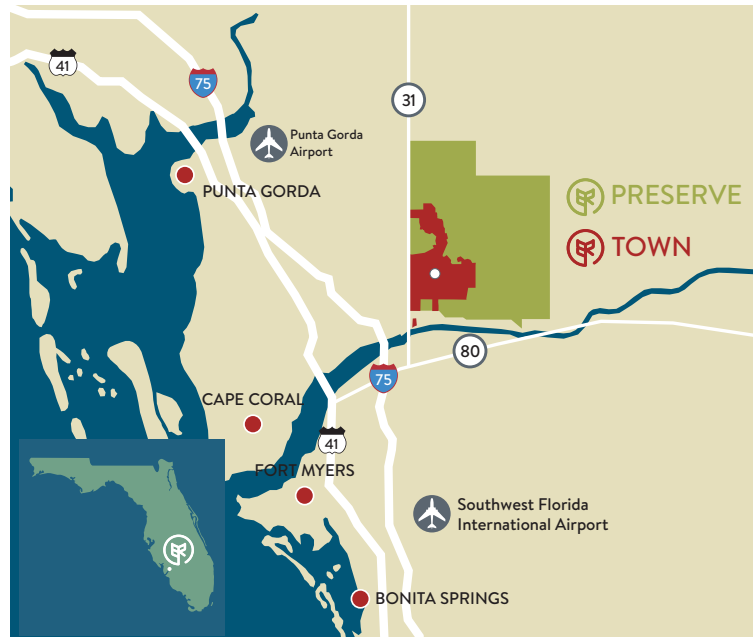 41
75
31
Punta Gorda
Airport
PUNTA GORDA
PRESERVE
TOWN
80
75
CAPE CORAL
41
FORT MYERS
Southwest Florida
International Airport
BONITA SPRINGS